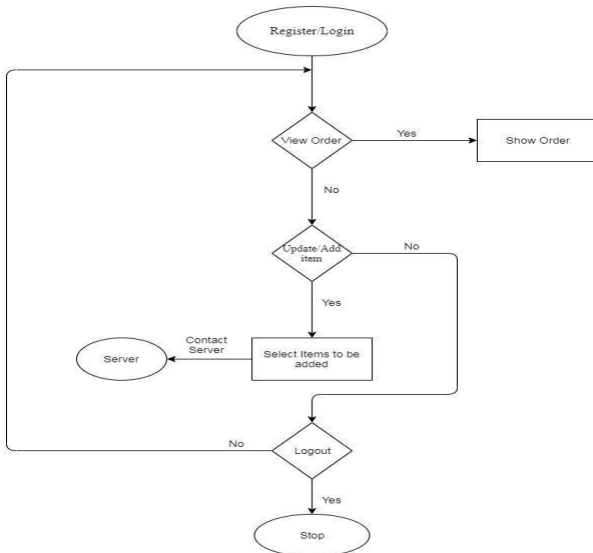 Register/Login
View Order
Yes
Show Order
No
Update/Add
item
No
Yes
Contact
Server
Server
Select Items to be
added
No
Logout
Yes
Stop